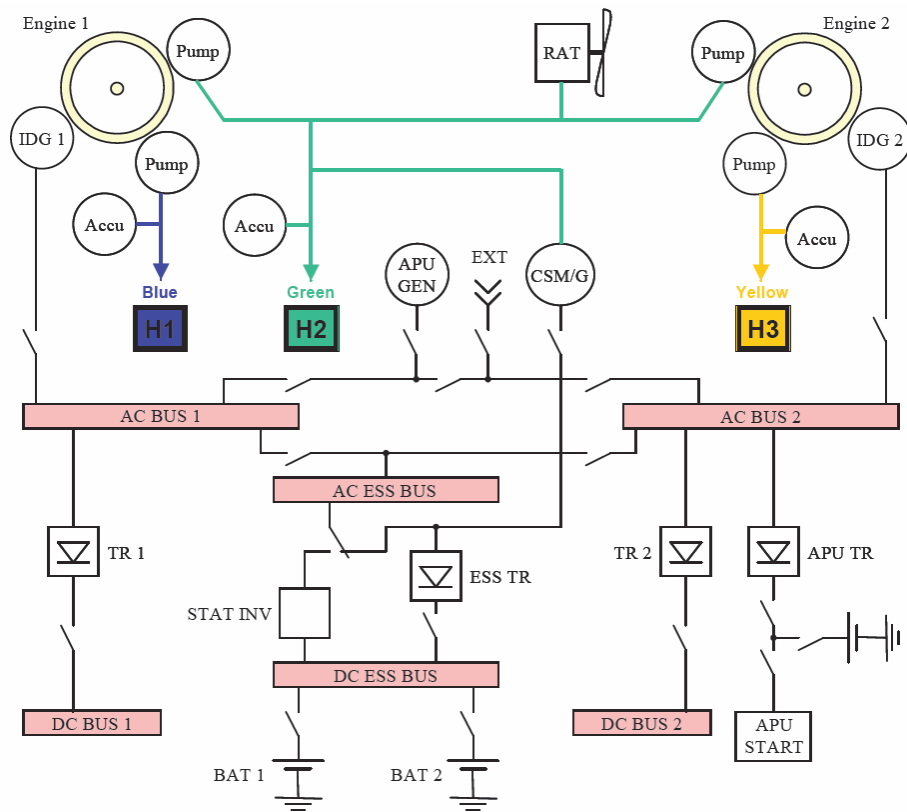 Engine 1
Engine 2
Pump
RAT
Pump
IDG 1
IDG 2
Pump
Pump
Accu
Accu
Accu
APU
GEN
EXT
CSM/G
Blue
Green
Yellow
H1
H2
H3
AC BUS 1
AC BUS 2
AC ESS BUS
TR 1
ESS TR
TR 2
APU TR
STAT INV
DC ESS BUS
DC BUS 1
DC BUS 2
APU
START
BAT 1
BAT 2